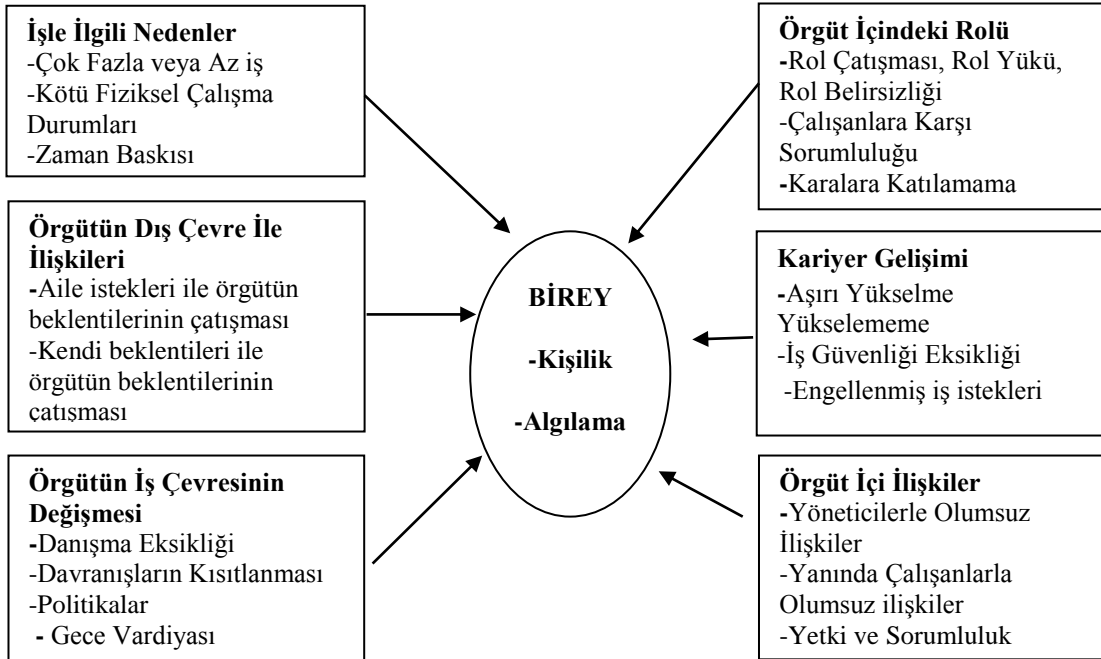 İşle İlgili Nedenler
-Çok Fazla veya Az iş
-Kötü Fiziksel Çalışma
Durumları
-Zaman Baskısı
Örgütün Dış Çevre İle
İlişkileri
-Aile istekleri ile örgütün
beklentilerinin çatışması
-Kendi beklentileri ile
örgütün beklentilerinin
çatışması
Örgütün İş Çevresinin
Değişmesi
-Danışma Eksikliği
-Davranışların Kısıtlanması
-Politikalar
- Gece Vardiyası
BİREY
-Kişilik
-Algılama
Örgüt İçindeki Rolü
-Rol Çatışması, Rol Yükü,
Rol Belirsizliği
-Çalışanlara Karşı
Sorumluluğu
-Karalara Katılamama
Kariyer Gelişimi
-Aşırı Yükselme
Yükselememe
-İş Güvenliği Eksikliği
-Engellenmiş iş istekleri
Örgüt İçi İlişkiler
-Yöneticilerle Olumsuz
İlişkiler
-Yanında Çalışanlarla
Olumsuz ilişkiler
-Yetki ve Sorumluluk